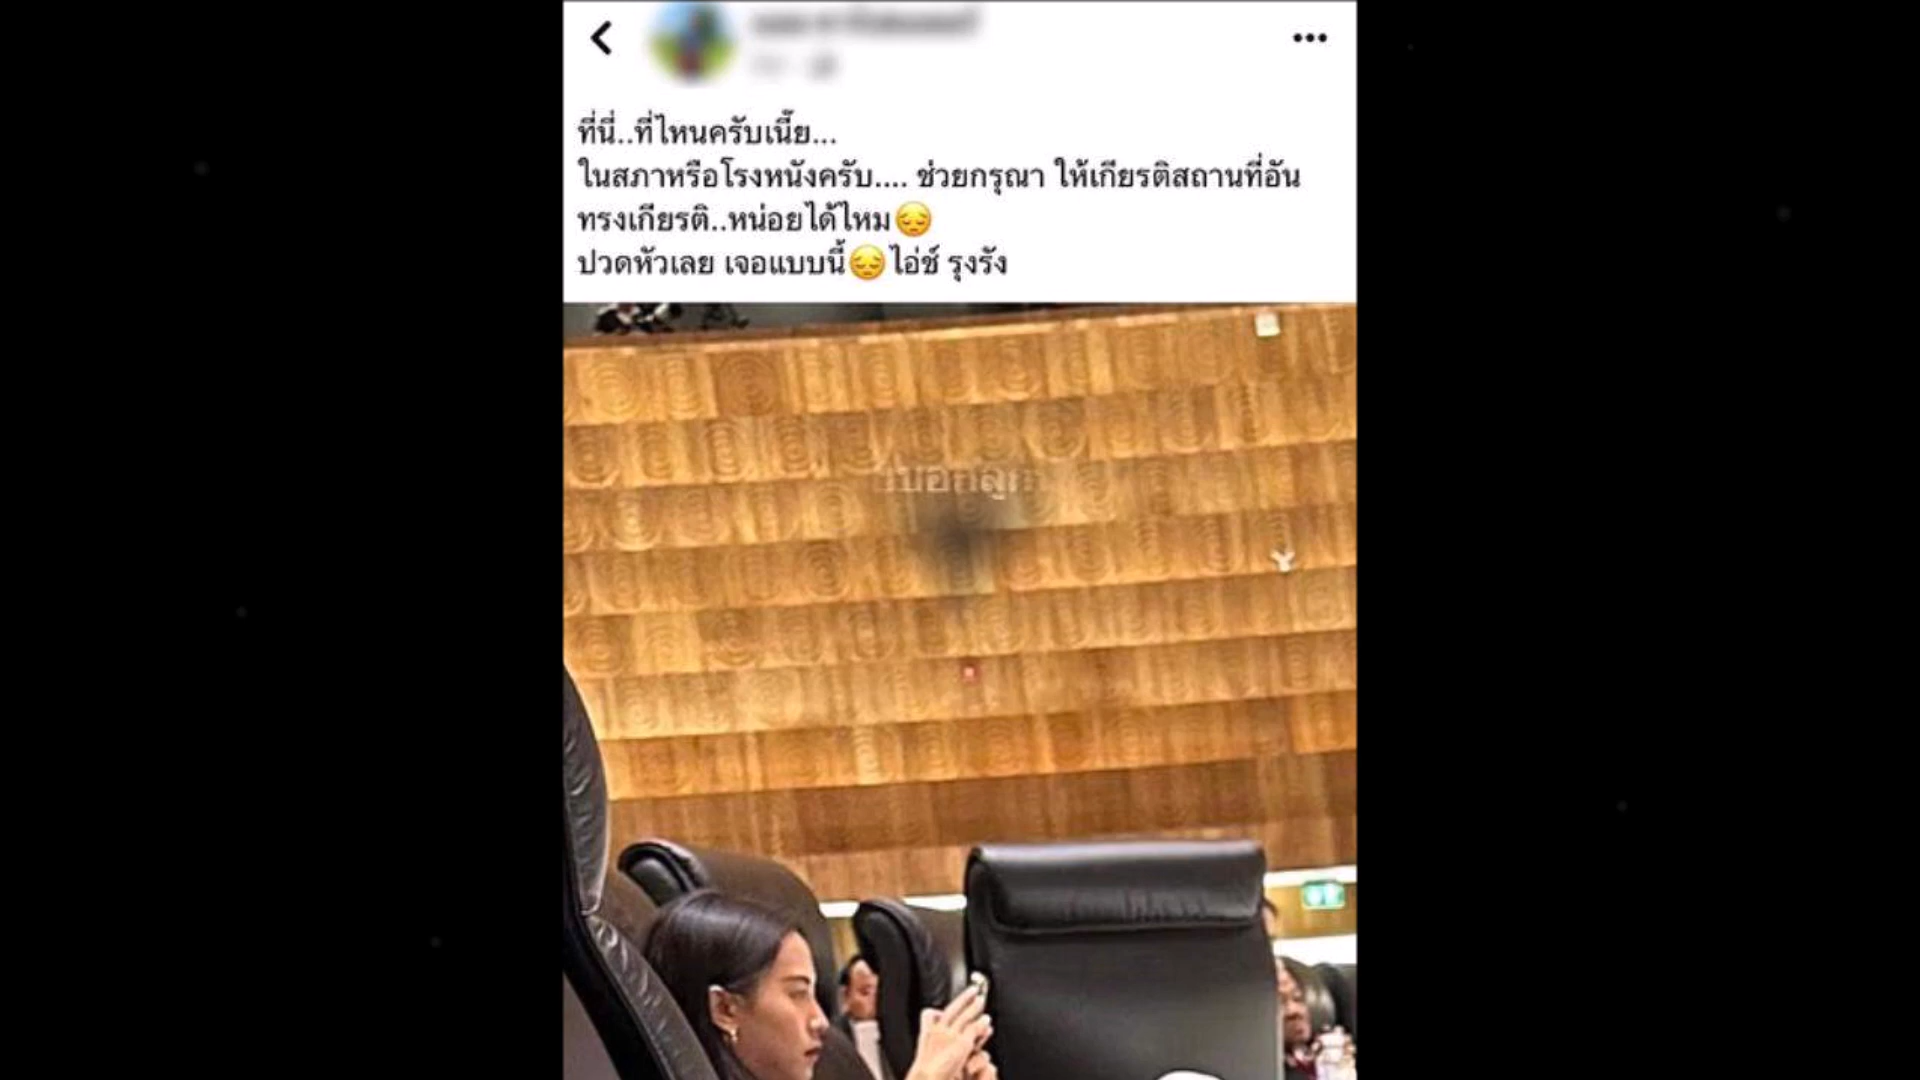 ที่นี่..ที่ไหนครับเนี๊ย...
ในสภาหรือโรงหนังครับ.... ช่วยกรุณา ให้เกียรติสถานที่อัน
ทรงเกียรติ..หน่อยได้ไหม😔
ปวดหัวเลย เจอแบบนี้😔ไอ่ช์ รุงรัง